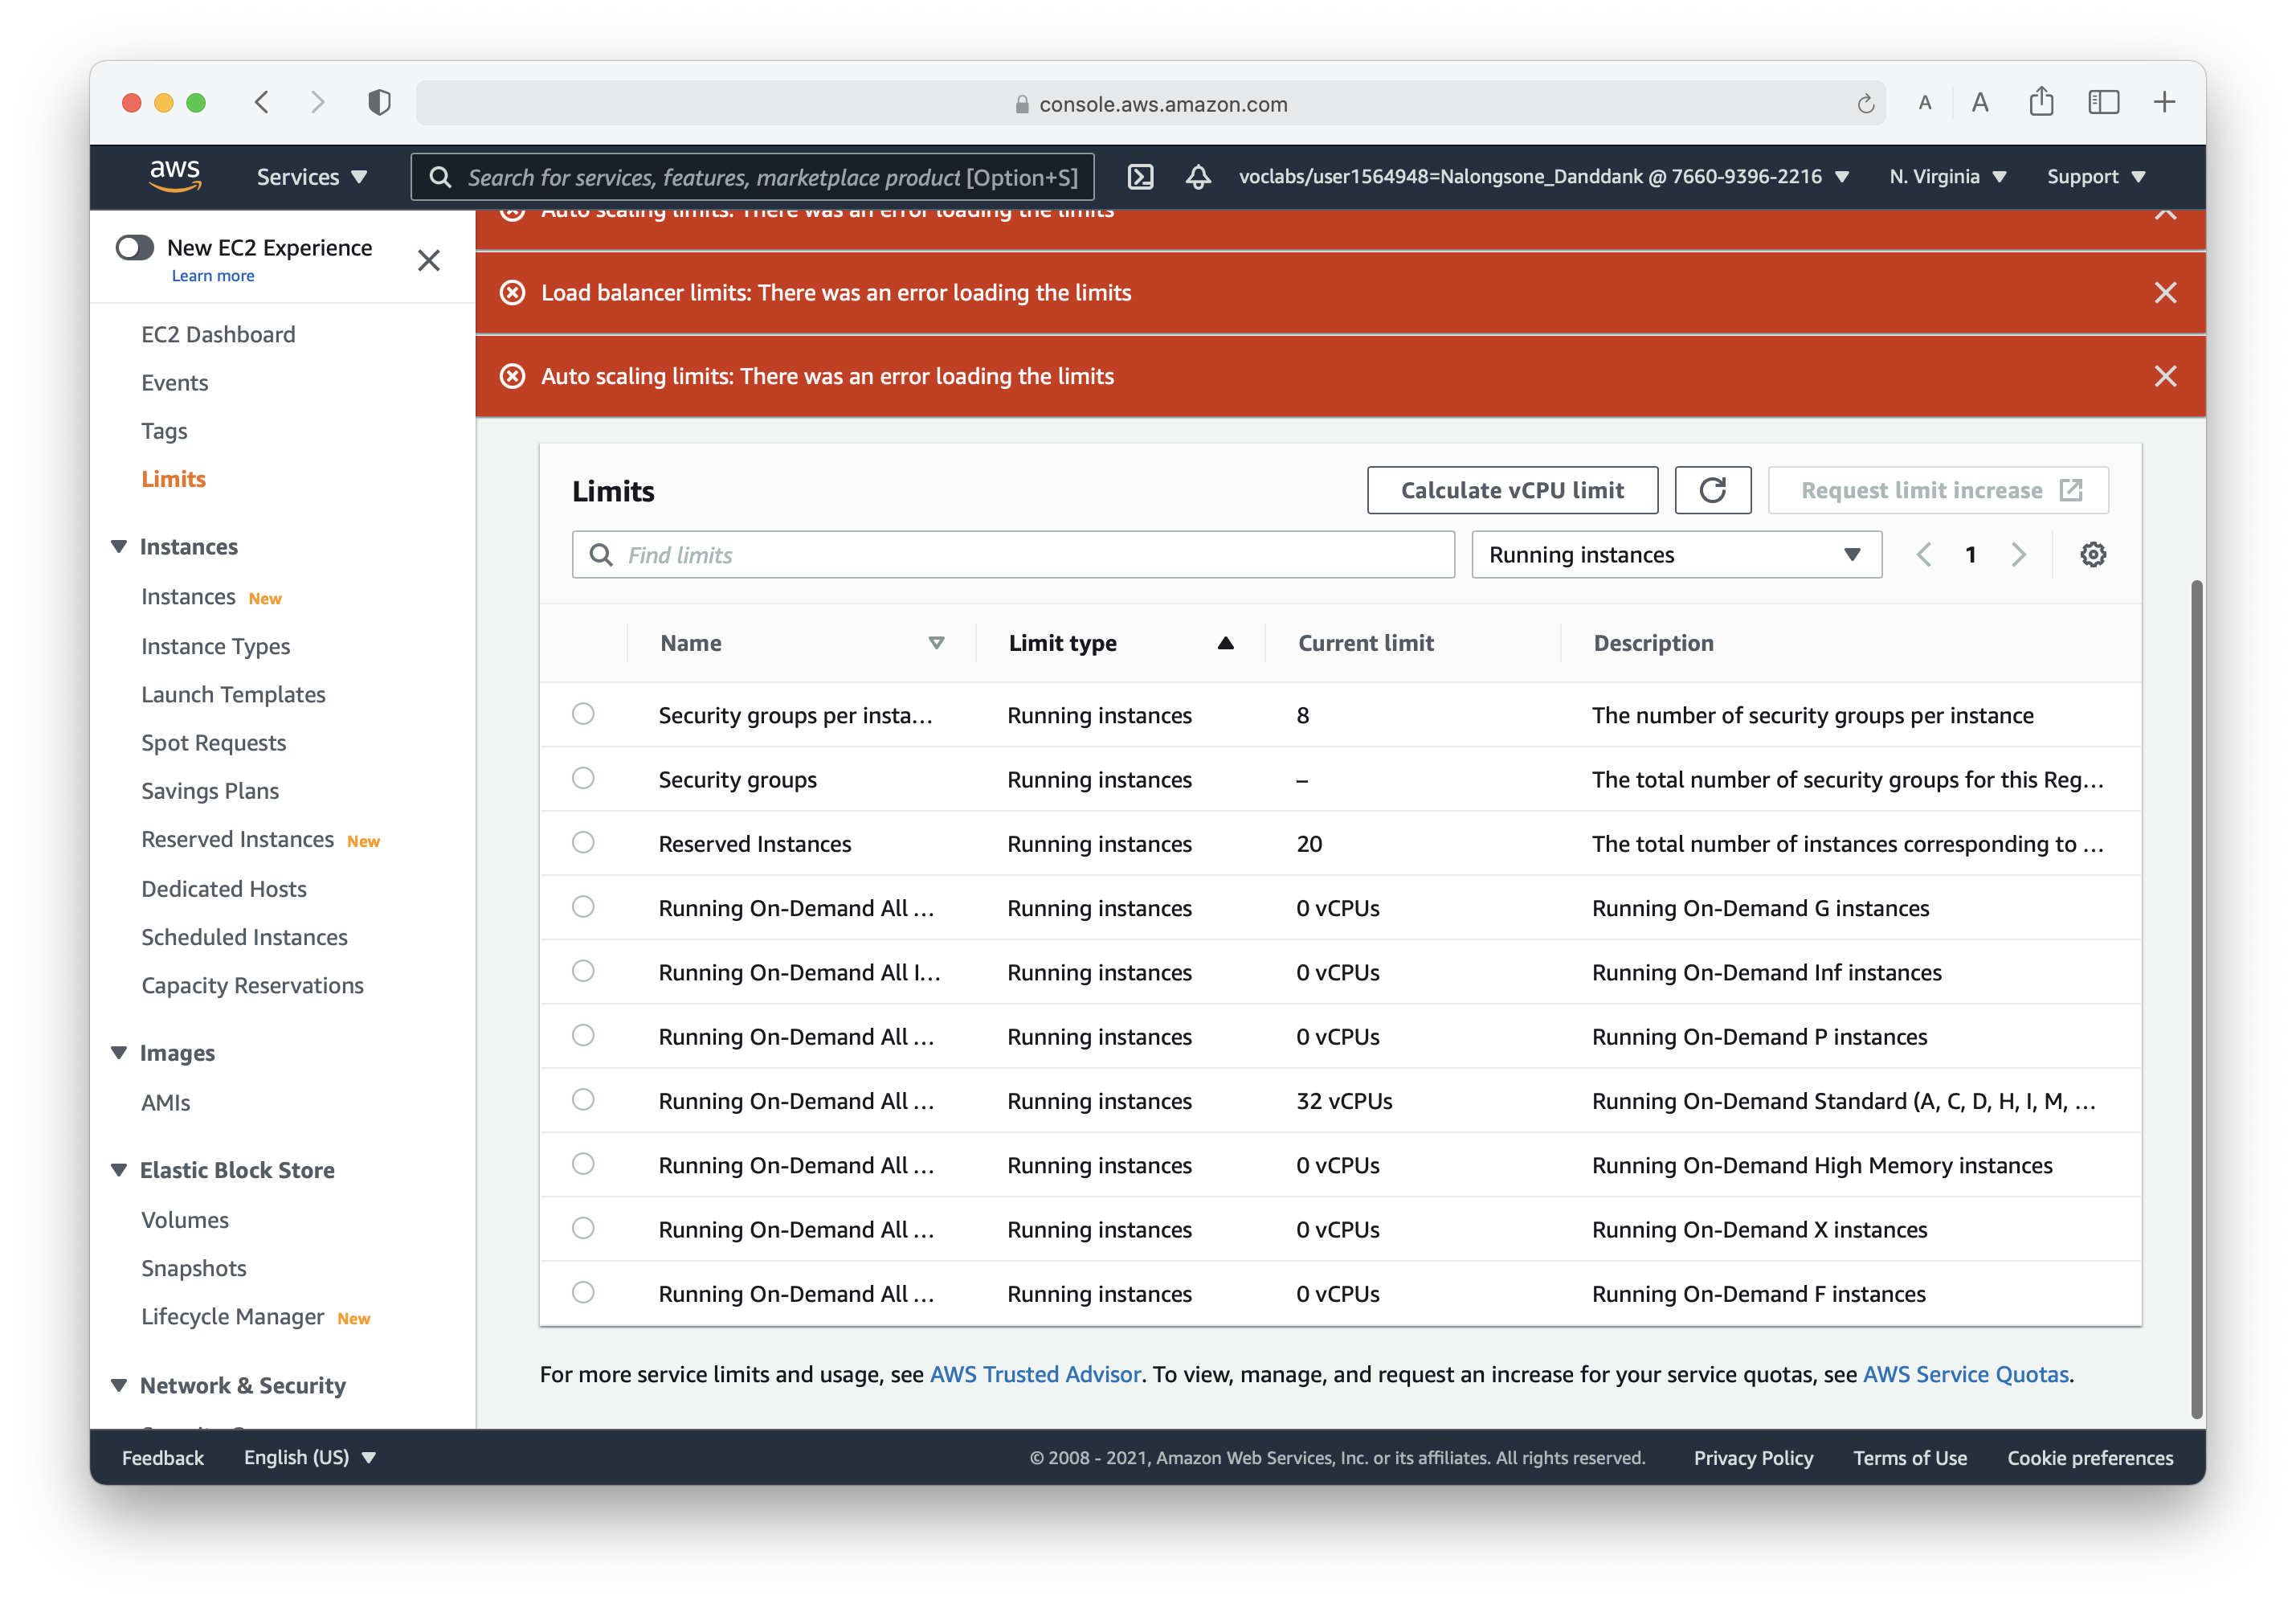 console.aws.amazon.com
A
A
aws
Services
Search for services, features, marketplace product [Option+S]
voclabs/user1564948=Nalongsone_Danddank @ 7660-9396-2216
N. Virginia
Support
New EC2 Experience
Learn more
EC2 Dashboard
Events
Tags
Limits
Instances
Instances New
Instance Types
Launch Templates
Spot Requests
Savings Plans
Reserved Instances New
Dedicated Hosts
Scheduled Instances
Capacity Reservations
Images
AMIs
Elastic Block Store
Volumes
Snapshots
Lifecycle Manager New
Network & Security
Auto scaling limits: There was an error loading the limits
Load balancer limits: There was an error loading the limits
Auto scaling limits: There was an error loading the limits
Limits
Calculate vCPU limit
Request limit increase
Find limits
Running instances
1
Name Limit type Current limit Description
Security groups per insta... Running instances 8 The number of security groups per instance
Security groups Running instances – The total number of security groups for this Reg...
Reserved Instances Running instances 20 The total number of instances corresponding to ...
Running On-Demand All ... Running instances 0 vCPUs Running On-Demand G instances
Running On-Demand All I... Running instances 0 vCPUs Running On-Demand Inf instances
Running On-Demand All ... Running instances 0 vCPUs Running On-Demand P instances
Running On-Demand All ... Running instances 32 vCPUs Running On-Demand Standard (A, C, D, H, I, M, ...
Running On-Demand All ... Running instances 0 vCPUs Running On-Demand High Memory instances
Running On-Demand All ... Running instances 0 vCPUs Running On-Demand X instances
Running On-Demand All ... Running instances 0 vCPUs Running On-Demand F instances
For more service limits and usage, see AWS Trusted Advisor. To view, manage, and request an increase for your service quotas, see AWS Service Quotas.
Feedback
English (US)
© 2008 - 2021, Amazon Web Services, Inc. or its affiliates. All rights reserved.
Privacy Policy
Terms of Use
Cookie preferences